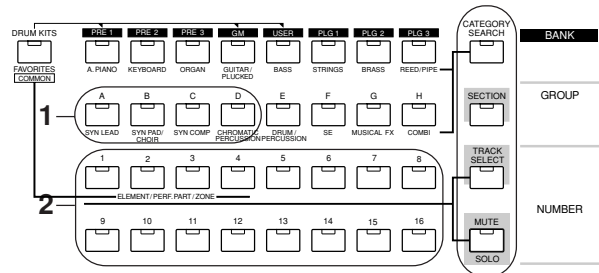 DRUM KITS PRE 1 PRE 2 PRE 3 GM USER PLG 1 PLG 2 PLG 3 CATEGORY SEARCH BANK
FAVORITES A. PIANO KEYBOARD ORGAN GUITAR/ PLUCKED BASS STRINGS BRASS REED/PIPE
COMMON
A B C D E F G H SECTION GROUP
1
SYN LEAD SYN PAD/ CHOIR SYN COMP CHROMATIC PERCUSSION DRUM / PERCUSSION SE MUSICAL FX COMBI
1 2 3 4 5 6 7 8 TRACK SELECT
2 ELEMENT/PERF. PART/ZONE NUMBER
9 10 11 12 13 14 15 16 MUTE
SOLO